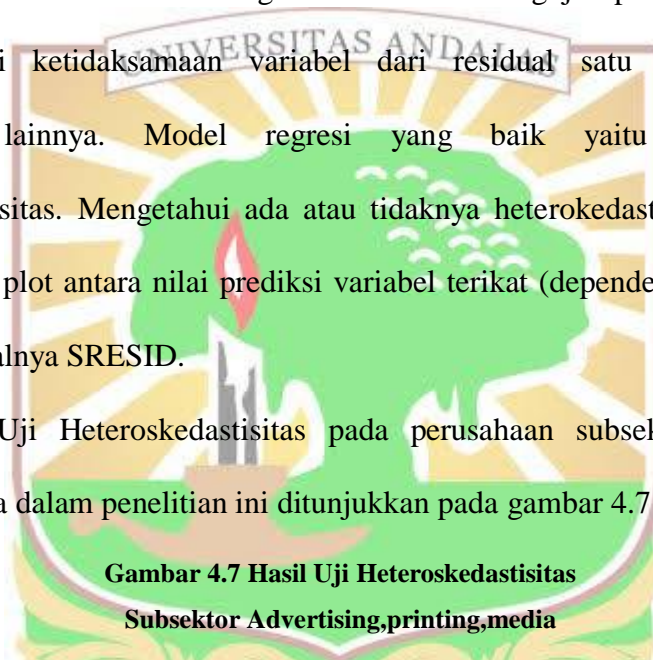 UNIVERSITAS ANDALAS
ketidaksamaan variabel dari residual satu
lainnya. Model regresi yang baik yaitu
sitas. Mengetahui ada atau tidaknya heterokedast
plot antara nilai prediksi variabel terikat (depende
alnya SRESID.
Uji Heteroskedastisitas pada perusahaan subsek
a dalam penelitian ini ditunjukkan pada gambar 4.7
Gambar 4.7 Hasil Uji Heteroskedastisitas
Subsektor Advertising,printing,media